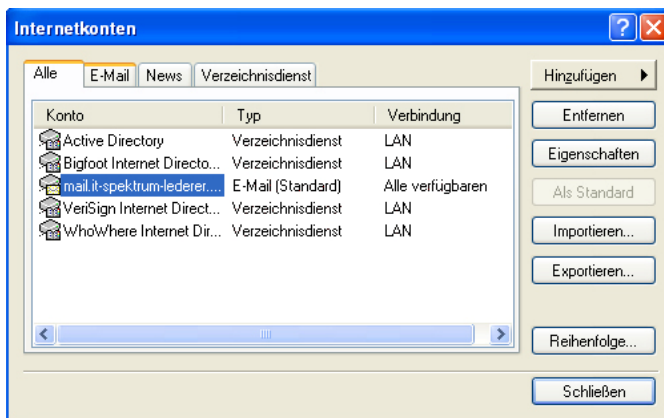 Internetkonten
Alle E-Mail News Verzeichnisdienst
Konto Typ Verbindung
Active Directory Verzeichnisdienst LAN
Bigfoot Internet Directo... Verzeichnisdienst LAN
mail.it-spektrum-lederer.... E-Mail (Standard) Alle verfügbaren
VeriSign Internet Direct... Verzeichnisdienst LAN
WhoWhere Internet Dir... Verzeichnisdienst LAN
Hinzufügen
Entfernen
Eigenschaften
Als Standard
Importieren...
Exportieren...
Reihenfolge...
Schließen